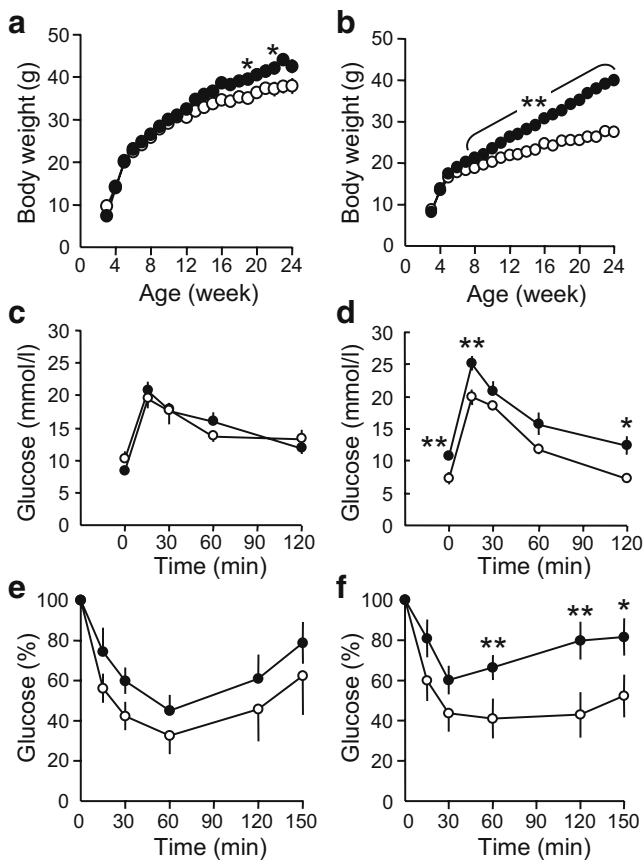 a
Body weight (g)
50
40
30
20
10
0
* *
0 4 8 12 16 20 24
Age (week)
b
Body weight (g)
50
40
30
20
10
0
**
0 4 8 12 16 20 24
Age (week)
c
Glucose (mmol/l)
30
25
20
15
10
5
0
0 30 60 90 120
Time (min)
d
Glucose (mmol/l)
30
25
20
15
10
5
0
**
**
*
0 30 60 90 120
Time (min)
e
Glucose (%)
100
80
60
40
20
0
0 30 60 90 120 150
Time (min)
f
Glucose (%)
100
80
60
40
20
0
** ** *
0 30 60 90 120 150
Time (min)